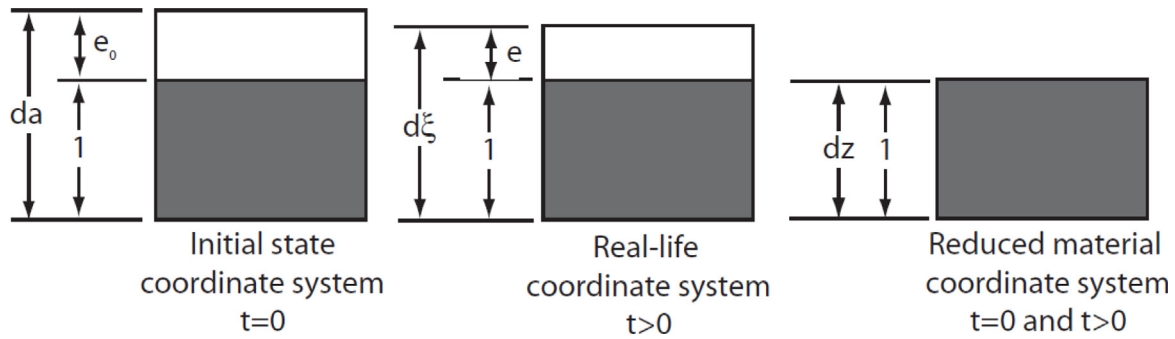 da
e₀
1
Initial state
coordinate system
t=0
dξ
e
1
Real-life
coordinate system
t>0
dz
1
Reduced material
coordinate system
t=0 and t>0